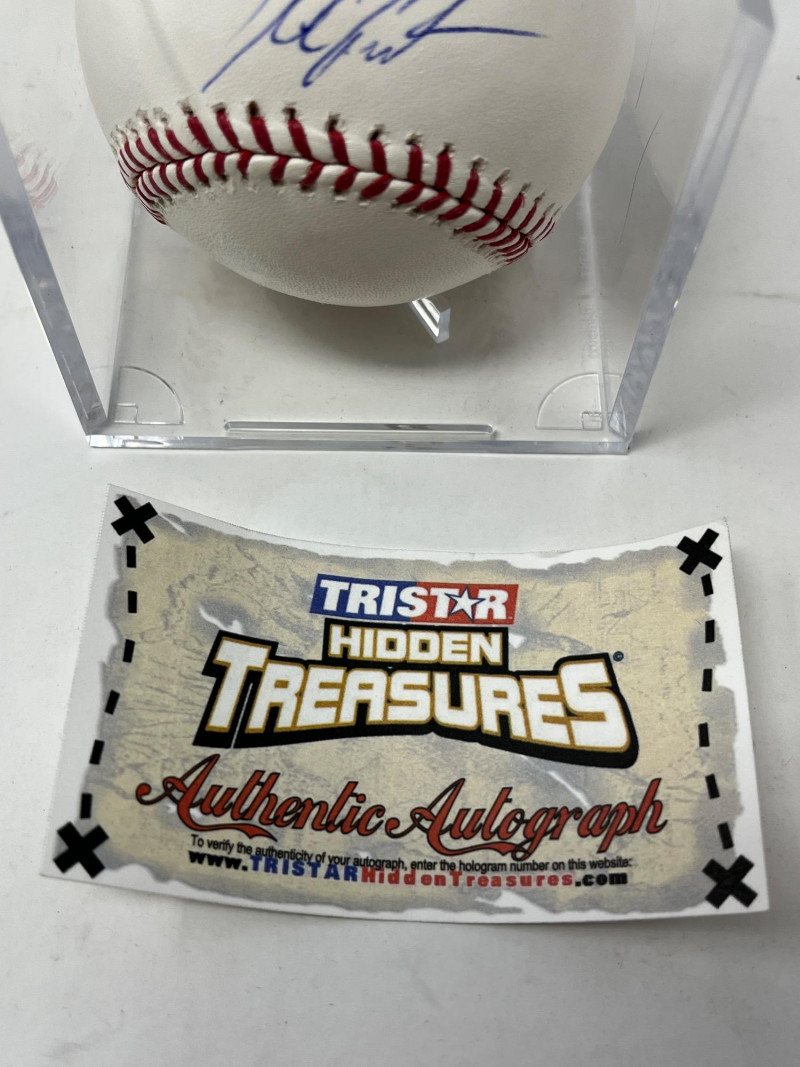 TRISTAR
HIDDEN
TREASURES®
Authentic Autograph
To verify the authenticity of your autograph, enter the hologram number on this website:
www.TRISTARHiddenTreasures.com